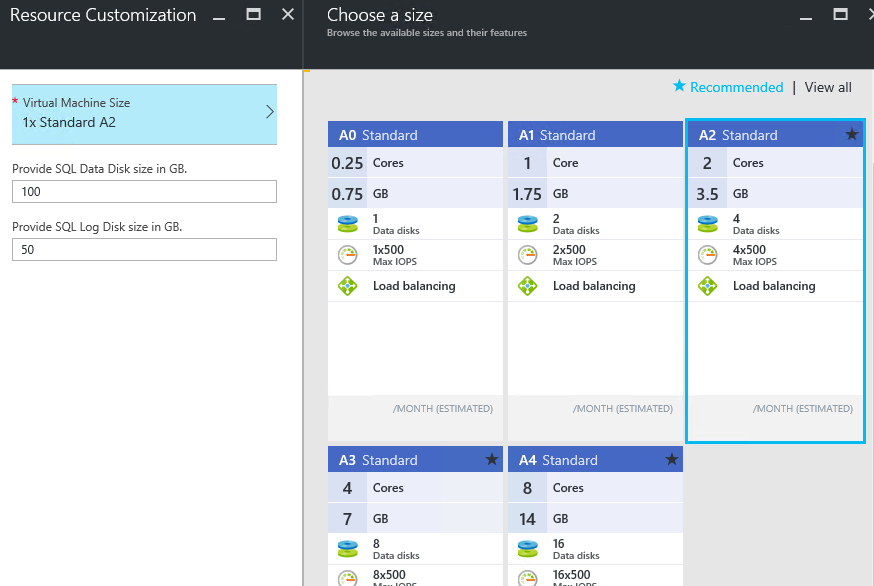 Resource Customization
* Virtual Machine Size
1x Standard A2
Provide SQL Data Disk size in GB.
100
Provide SQL Log Disk size in GB.
50
Choose a size
Browse the available sizes and their features
★ Recommended | View all
A0 Standard
0.25 Cores
0.75 GB
1
Data disks
1x500
Max IOPS
Load balancing
/MONTH (ESTIMATED)
A1 Standard
1 Core
1.75 GB
2
Data disks
2x500
Max IOPS
Load balancing
/MONTH (ESTIMATED)
A2 Standard ★
2 Cores
3.5 GB
4
Data disks
4x500
Max IOPS
Load balancing
/MONTH (ESTIMATED)
A3 Standard ★
4 Cores
7 GB
8
Data disks
8x500
Max IOPS
A4 Standard ★
8 Cores
14 GB
16
Data disks
16x500
Max IOPS